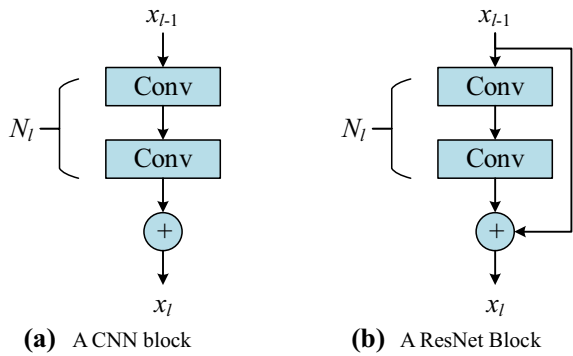 x_{l-1}
Conv
N_l
Conv
+
x_l
(a) A CNN block
x_{l-1}
Conv
N_l
Conv
+
x_l
(b) A ResNet Block